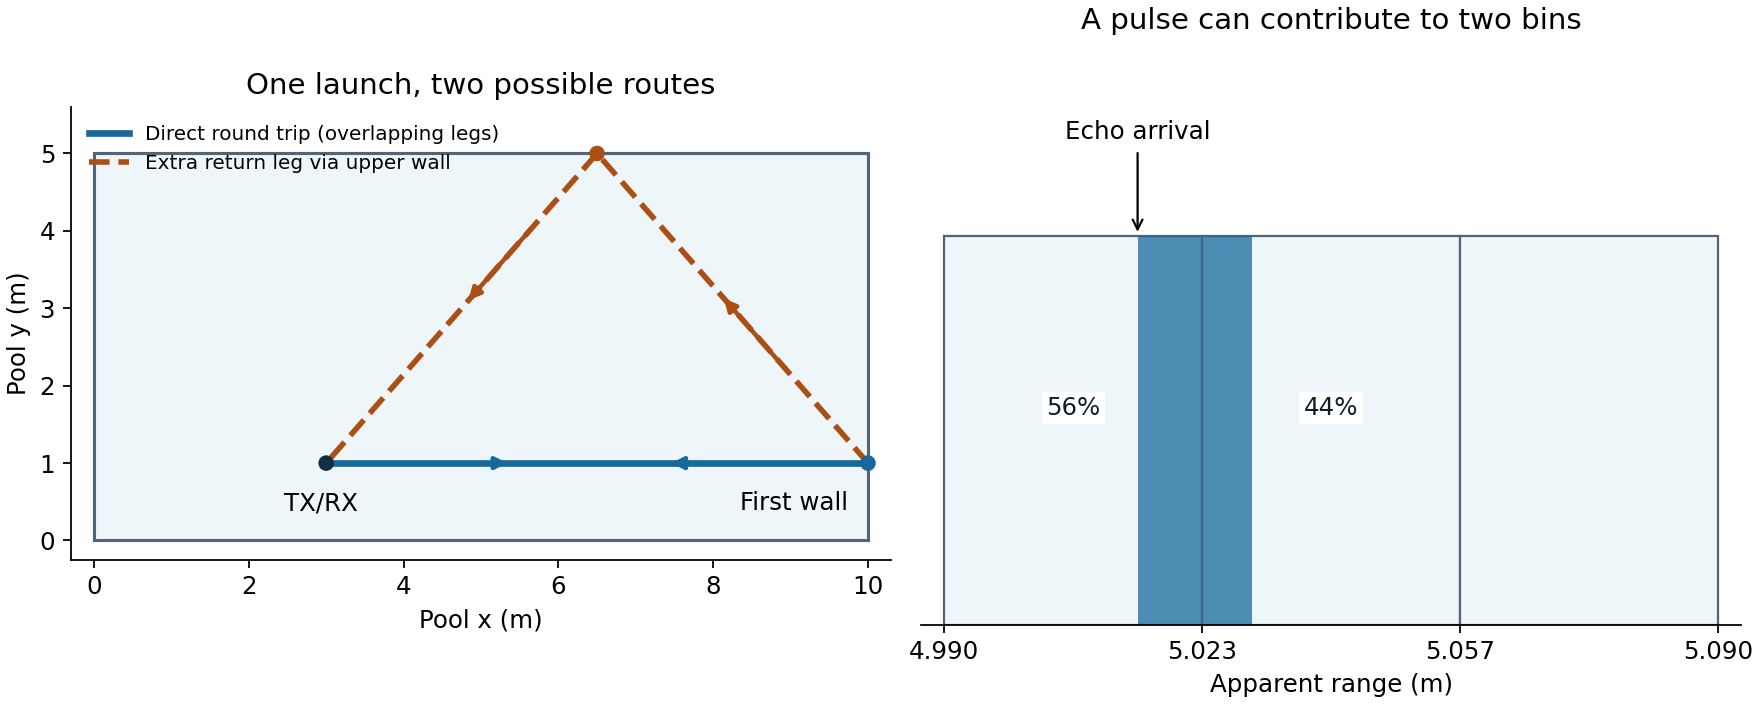 One launch, two possible routes
Direct round trip (overlapping legs)
Extra return leg via upper wall
Pool y (m)
5
4
3
2
1
0
TX/RX
First wall
0 2 4 6 8 10
Pool x (m)
A pulse can contribute to two bins
Echo arrival
56% 44%
4.990 5.023 5.057 5.090
Apparent range (m)